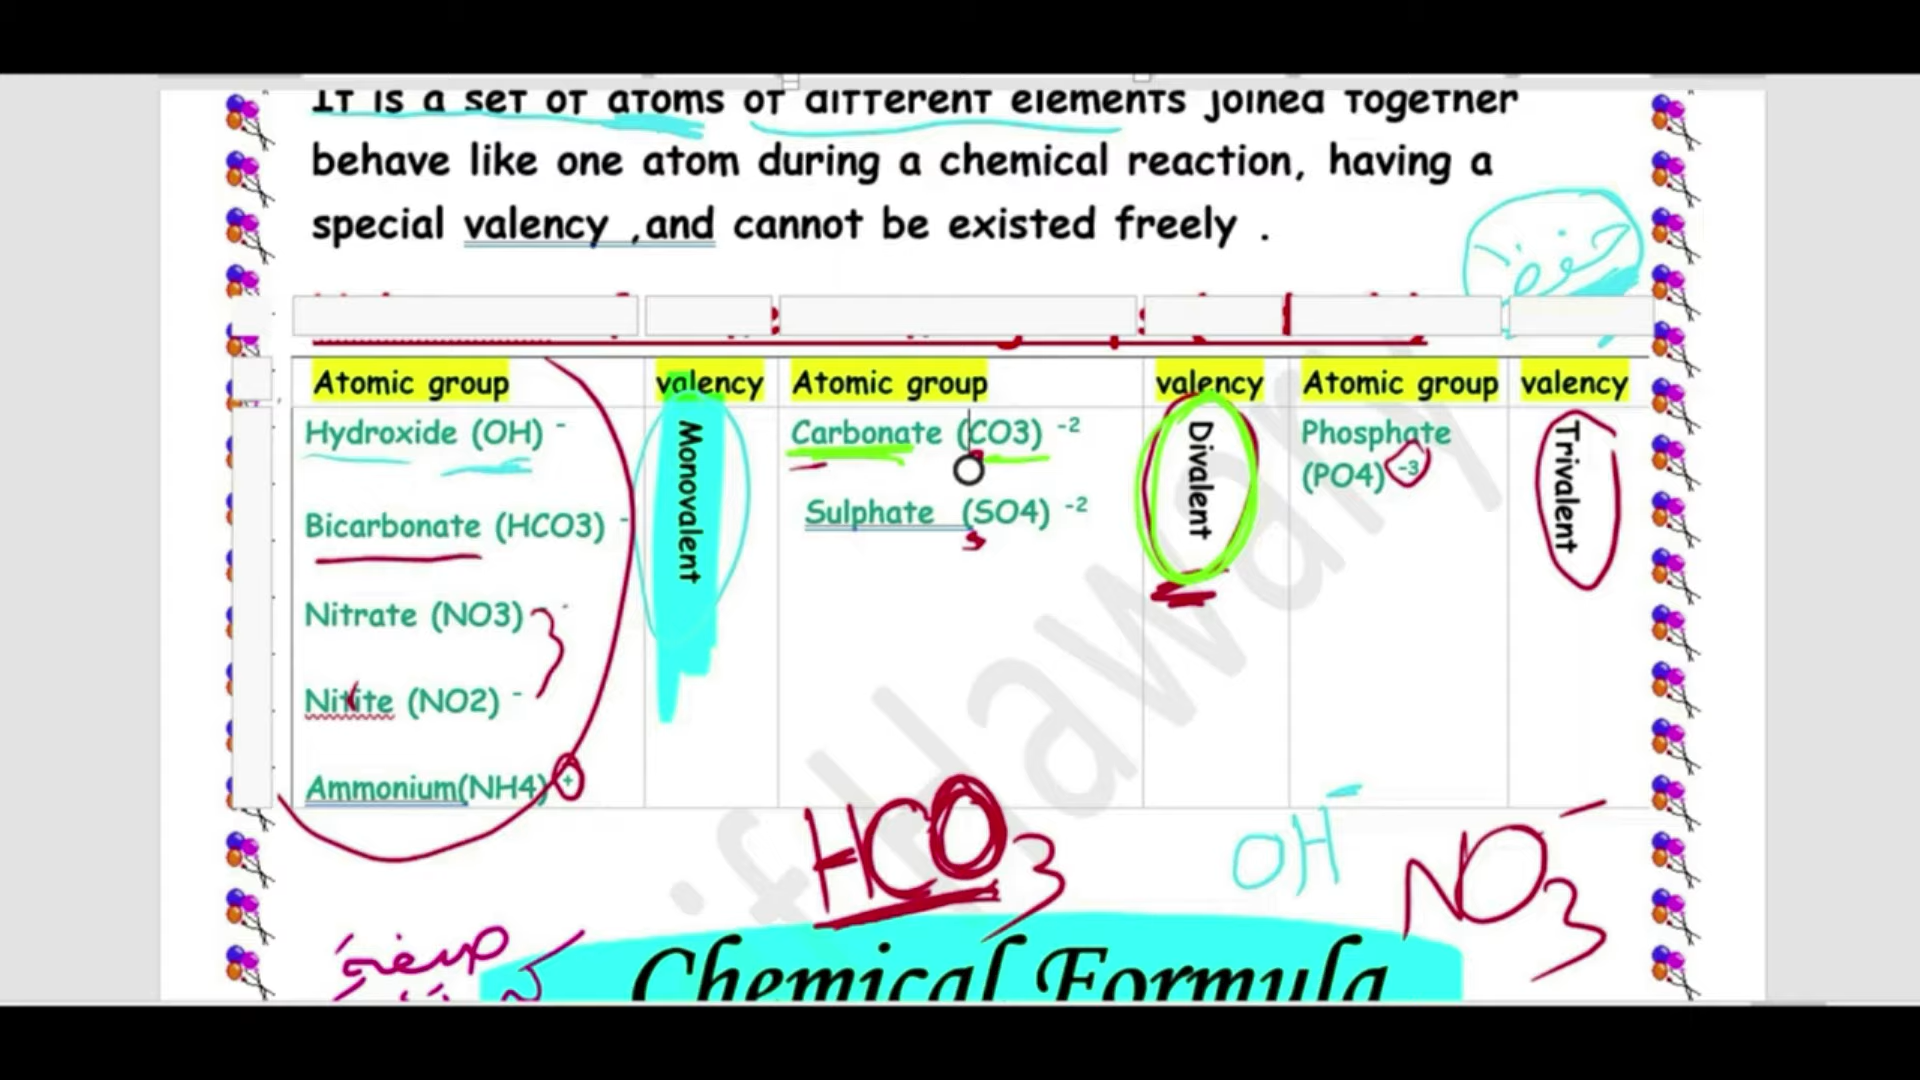 It is a set of atoms of different elements joined together
behave like one atom during a chemical reaction, having a
special valency ,and cannot be existed freely .
Atomic group valency Atomic group valency Atomic group valency
Hydroxide (OH) -
Bicarbonate (HCO3) -
Nitrate (NO3) - -
Nitite (NO2) -
Ammonium(NH4) +
Monovalent
Carbonate (CO3) -2
Sulphate (SO4) -2
Divalent
Phosphate
(PO4) -3
Trivalent
HCO3
OH-
NO3-
Chemical Formula
if HaWary